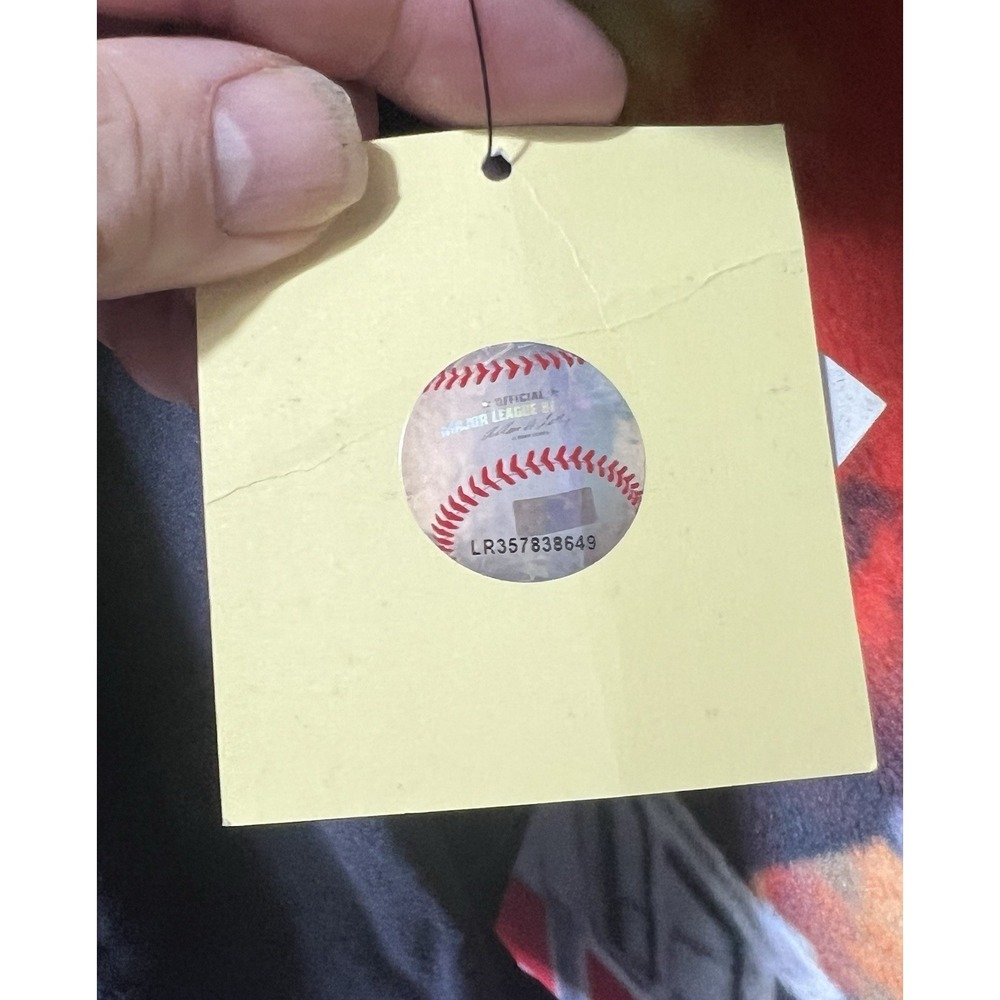 OFFICIAL
MAJOR LEAGUE B
LR357838649